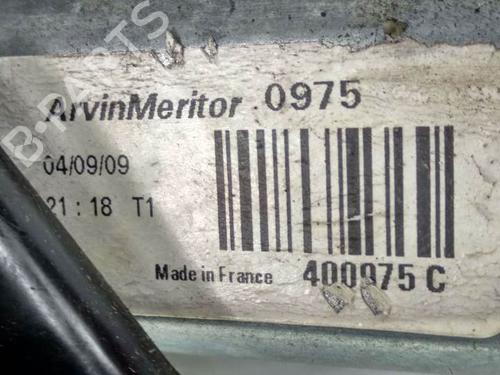 B-PARTS
ArvinMeritor 0975
04/09/09
21:18 T1
Made in France 400975 C